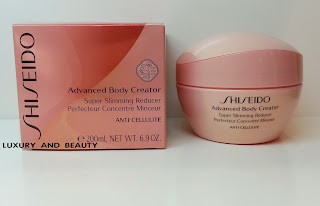 SHISEIDO
Advanced Body Creator
Super Slimming Reducer
Perfecteur Concentré Minceur
ANTI-CELLULITE
℮200mL NET WT. 6.9 OZ.
SHISEIDO
Advanced Body Creator
Super Slimming Reducer
Perfecteur Concentré Minceur
ANTI-CELLULITE
LUXURY AND BEAUTY